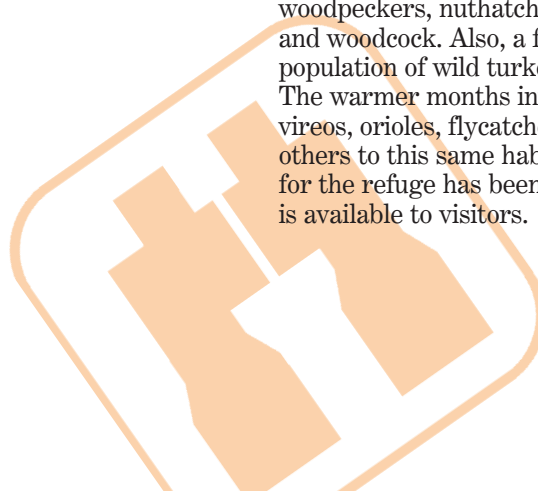 woodpeckers, nuthatch
and woodcock. Also, a f
population of wild turk
The warmer months in
vireos, orioles, flycatch
others to this same hab
for the refuge has been
is available to visitors.